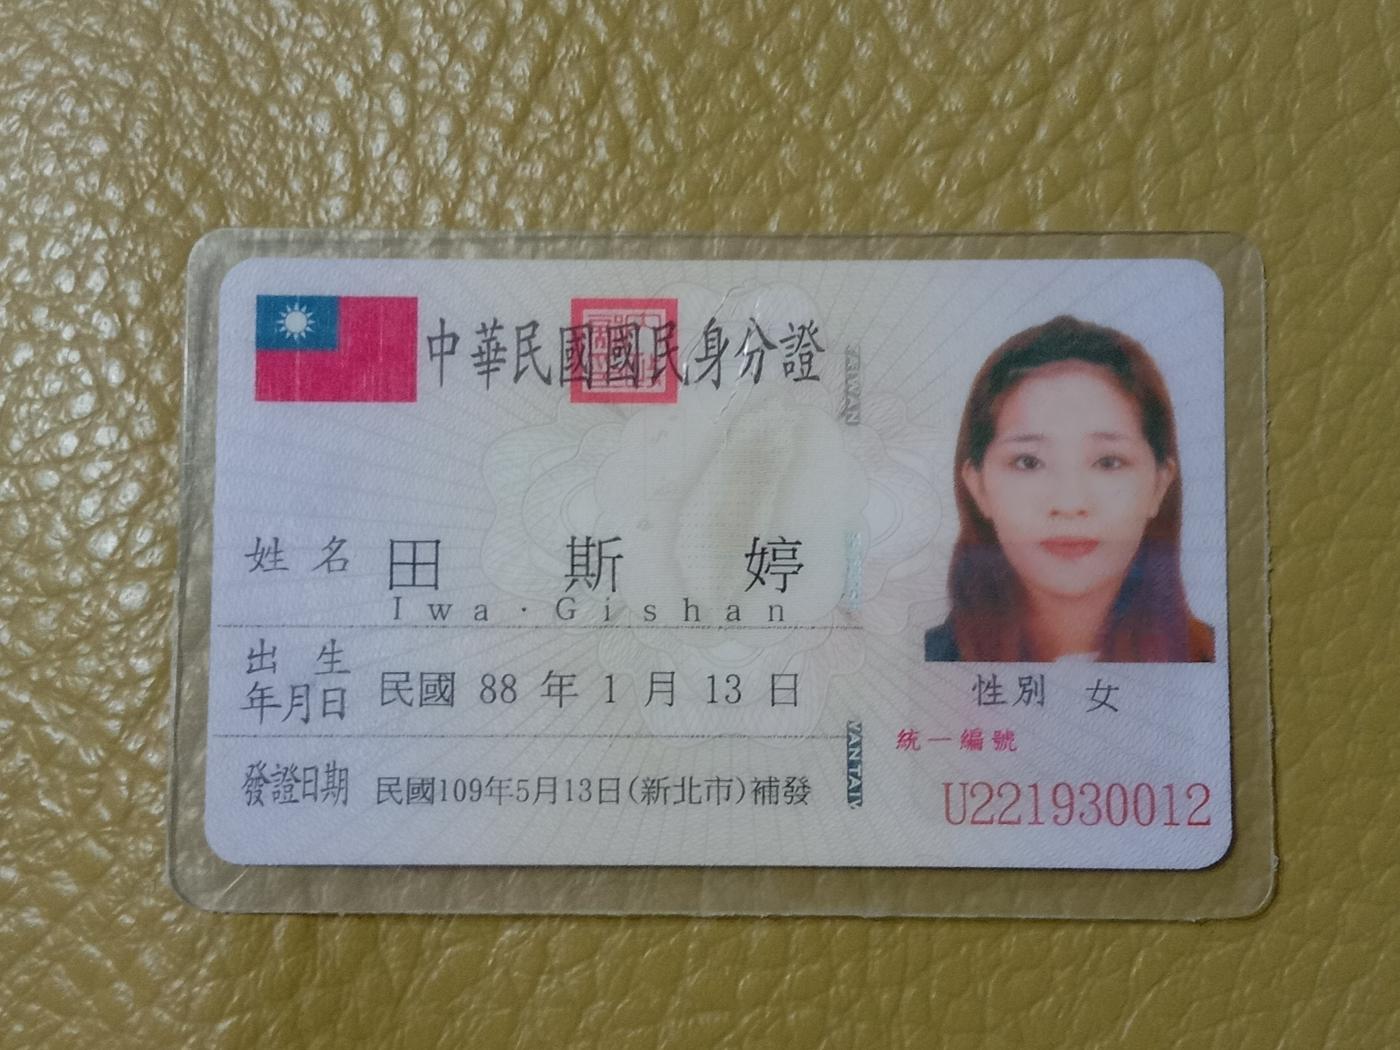 中華民國國民身分證
姓名 田斯婷
Iwa·Gishan
出生年月日 民國 88 年 1 月 13 日
發證日期 民國109年5月13日(新北市)補發
性別 女
統一編號
U221930012
TAIWAN